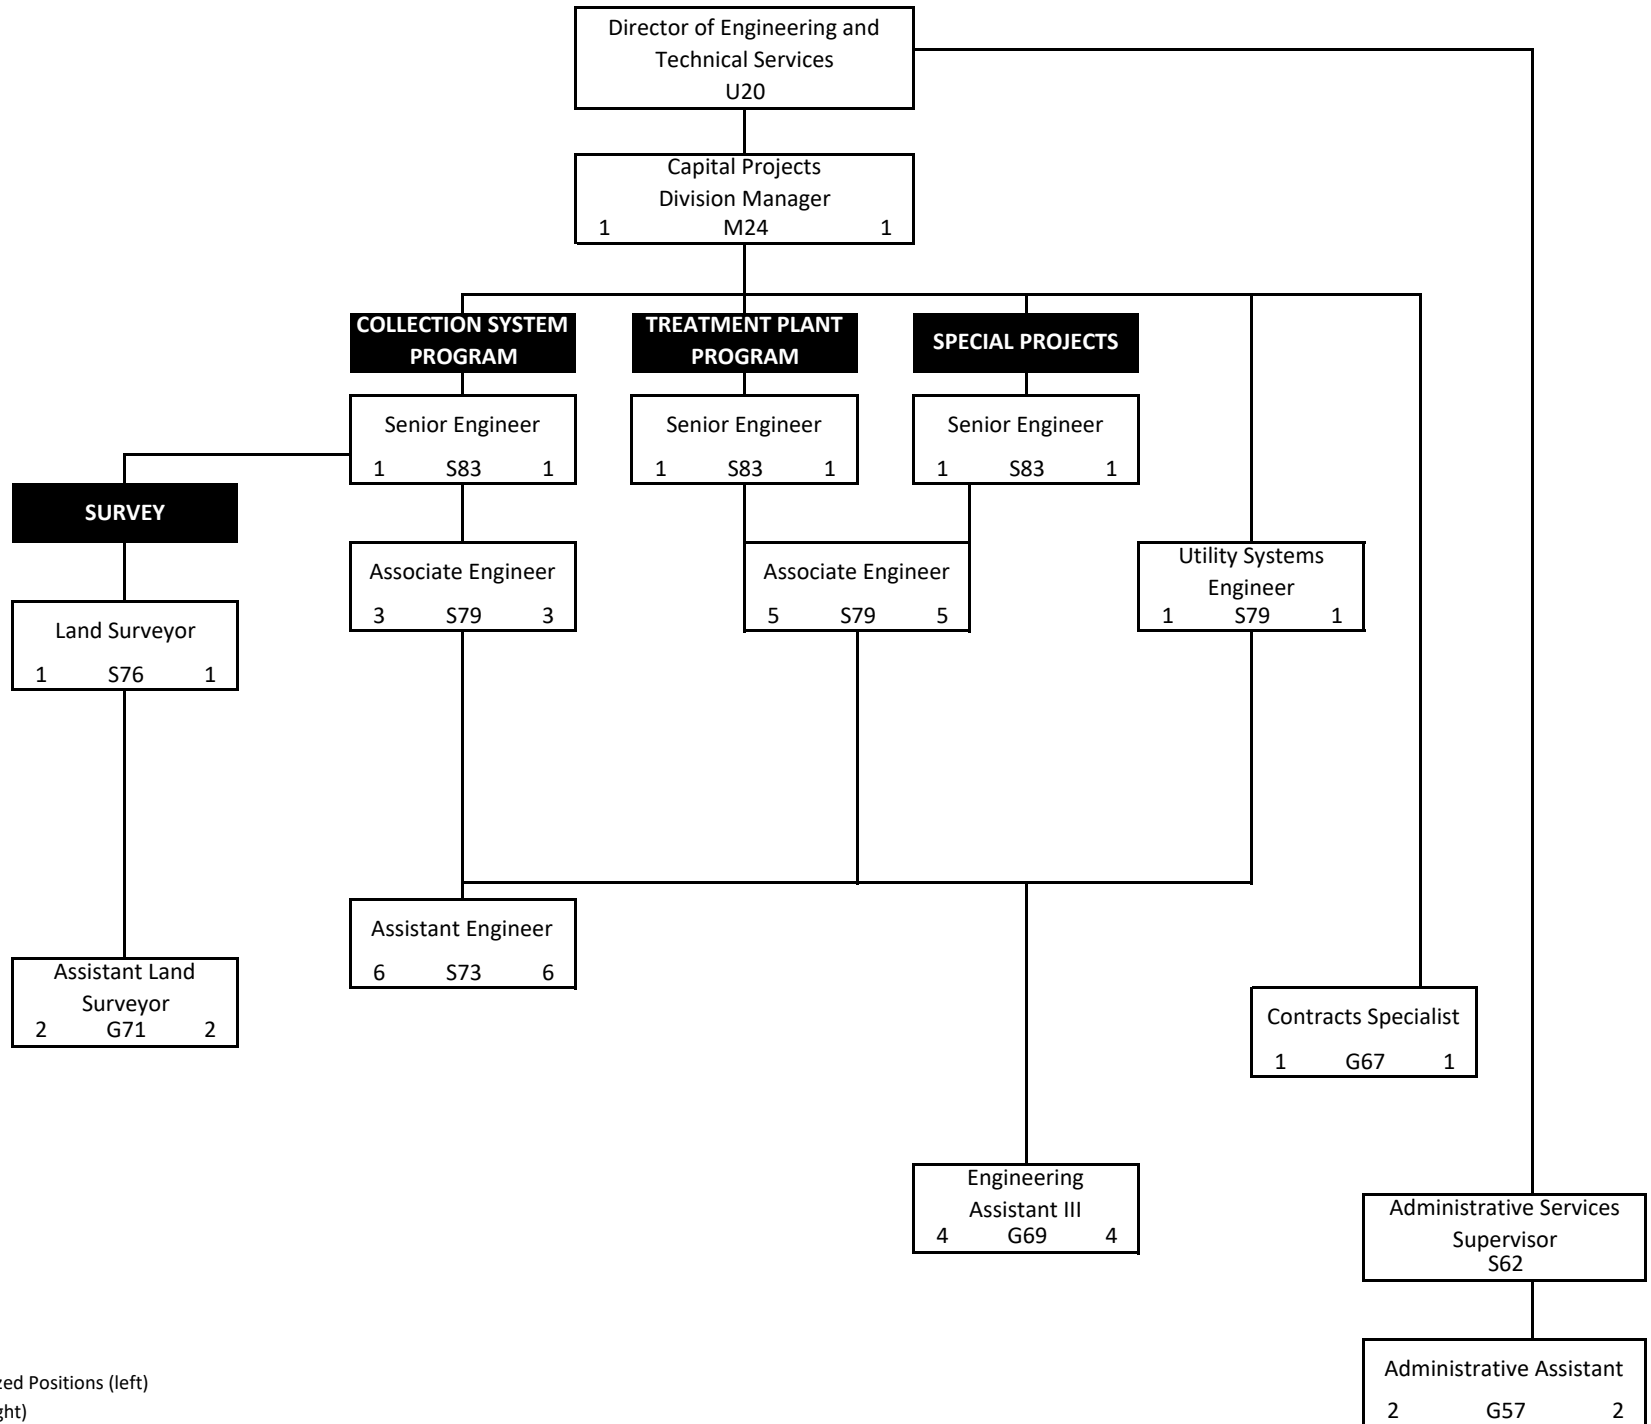 Director of Engineering and
Technical Services
U20
Capital Projects
Division Manager
1 M24 1
COLLECTION SYSTEM
PROGRAM
TREATMENT PLANT
PROGRAM
SPECIAL PROJECTS
Senior Engineer
1 S83 1
Senior Engineer
1 S83 1
Senior Engineer
1 S83 1
SURVEY
Associate Engineer
3 S79 3
Associate Engineer
5 S79 5
Utility Systems
Engineer
1 S79 1
Land Surveyor
1 S76 1
Assistant Engineer
6 S73 6
Assistant Land
Surveyor
2 G71 2
Contracts Specialist
1 G67 1
Engineering
Assistant III
4 G69 4
Administrative Services
Supervisor
S62
Administrative Assistant
2 G57 2
Positions (left)